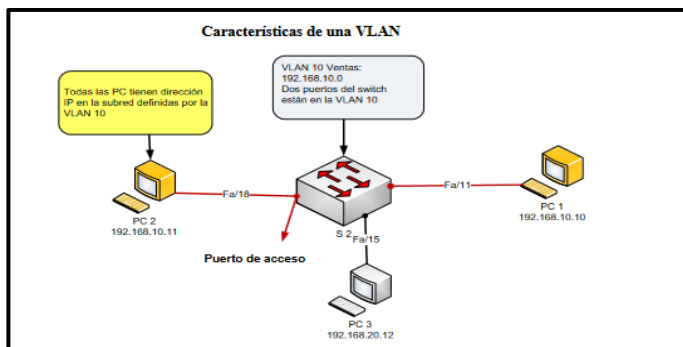 Características de una VLAN
Todas las PC tienen dirección
IP en la subred definidas por la
VLAN 10
VLAN 10 Ventas:
192.168.10.0
Dos puertos del switch
están en la VLAN 10
Fa/18
Fa/11
PC 2
192.168.10.11
S 2
Fa/15
PC 1
192.168.10.10
Puerto de acceso
PC 3
192.168.20.12